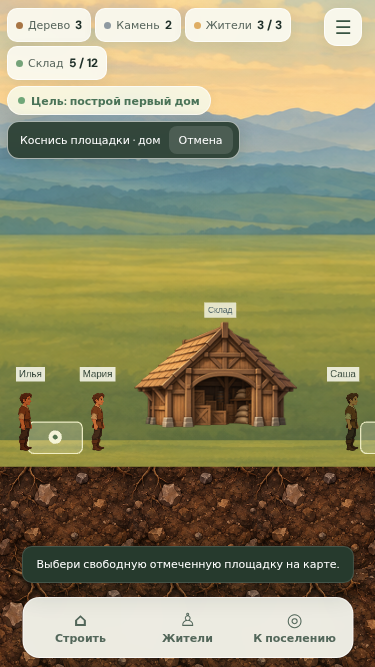 Дерево 3
Камень 2
Жители 3 / 3
Склад 5 / 12
Цель: построй первый дом
Коснись площадки · дом
Отмена
Склад
Илья
Мария
Саша
Выбери свободную отмеченную площадку на карте.
Строить
Жители
К поселению